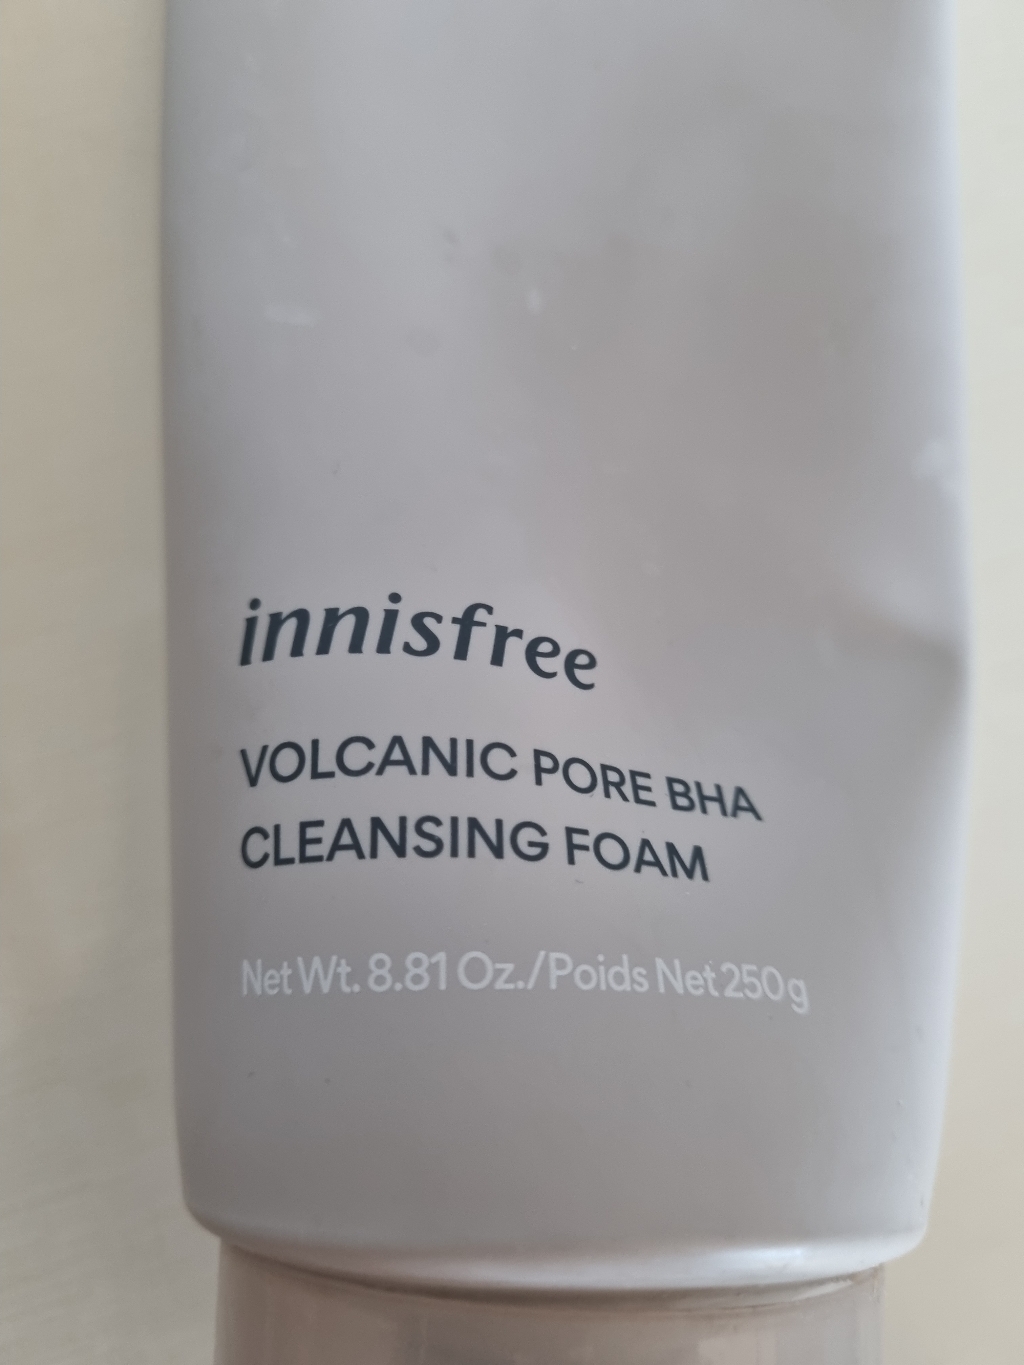 innisfree
VOLCANIC PORE BHA
CLEANSING FOAM
Net Wt. 8.81 Oz./Poids Net 250g